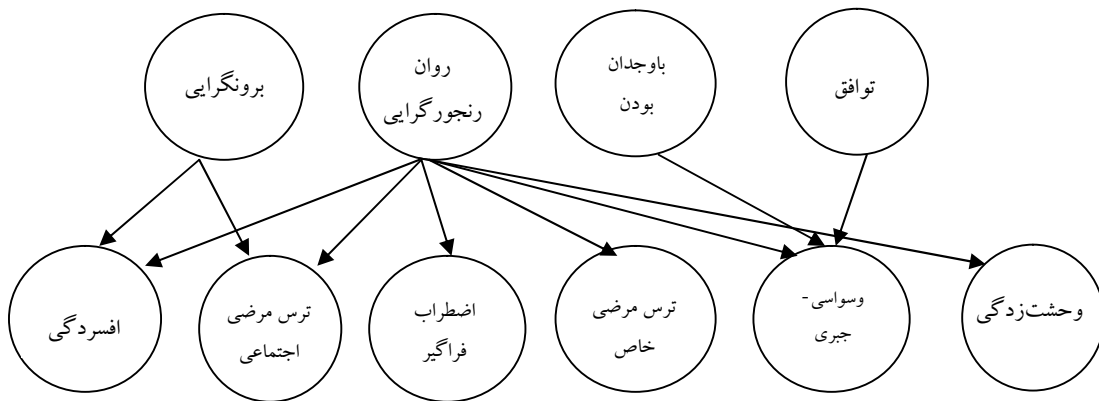 توافق
باوجدان
بودن
روان
رنجورگرایی
برونگرایی
وحشت‌زدگی
وسواسی -
جبری
ترس مرضی
خاص
اضطراب
فراگیر
ترس مرضی
اجتماعی
افسردگی